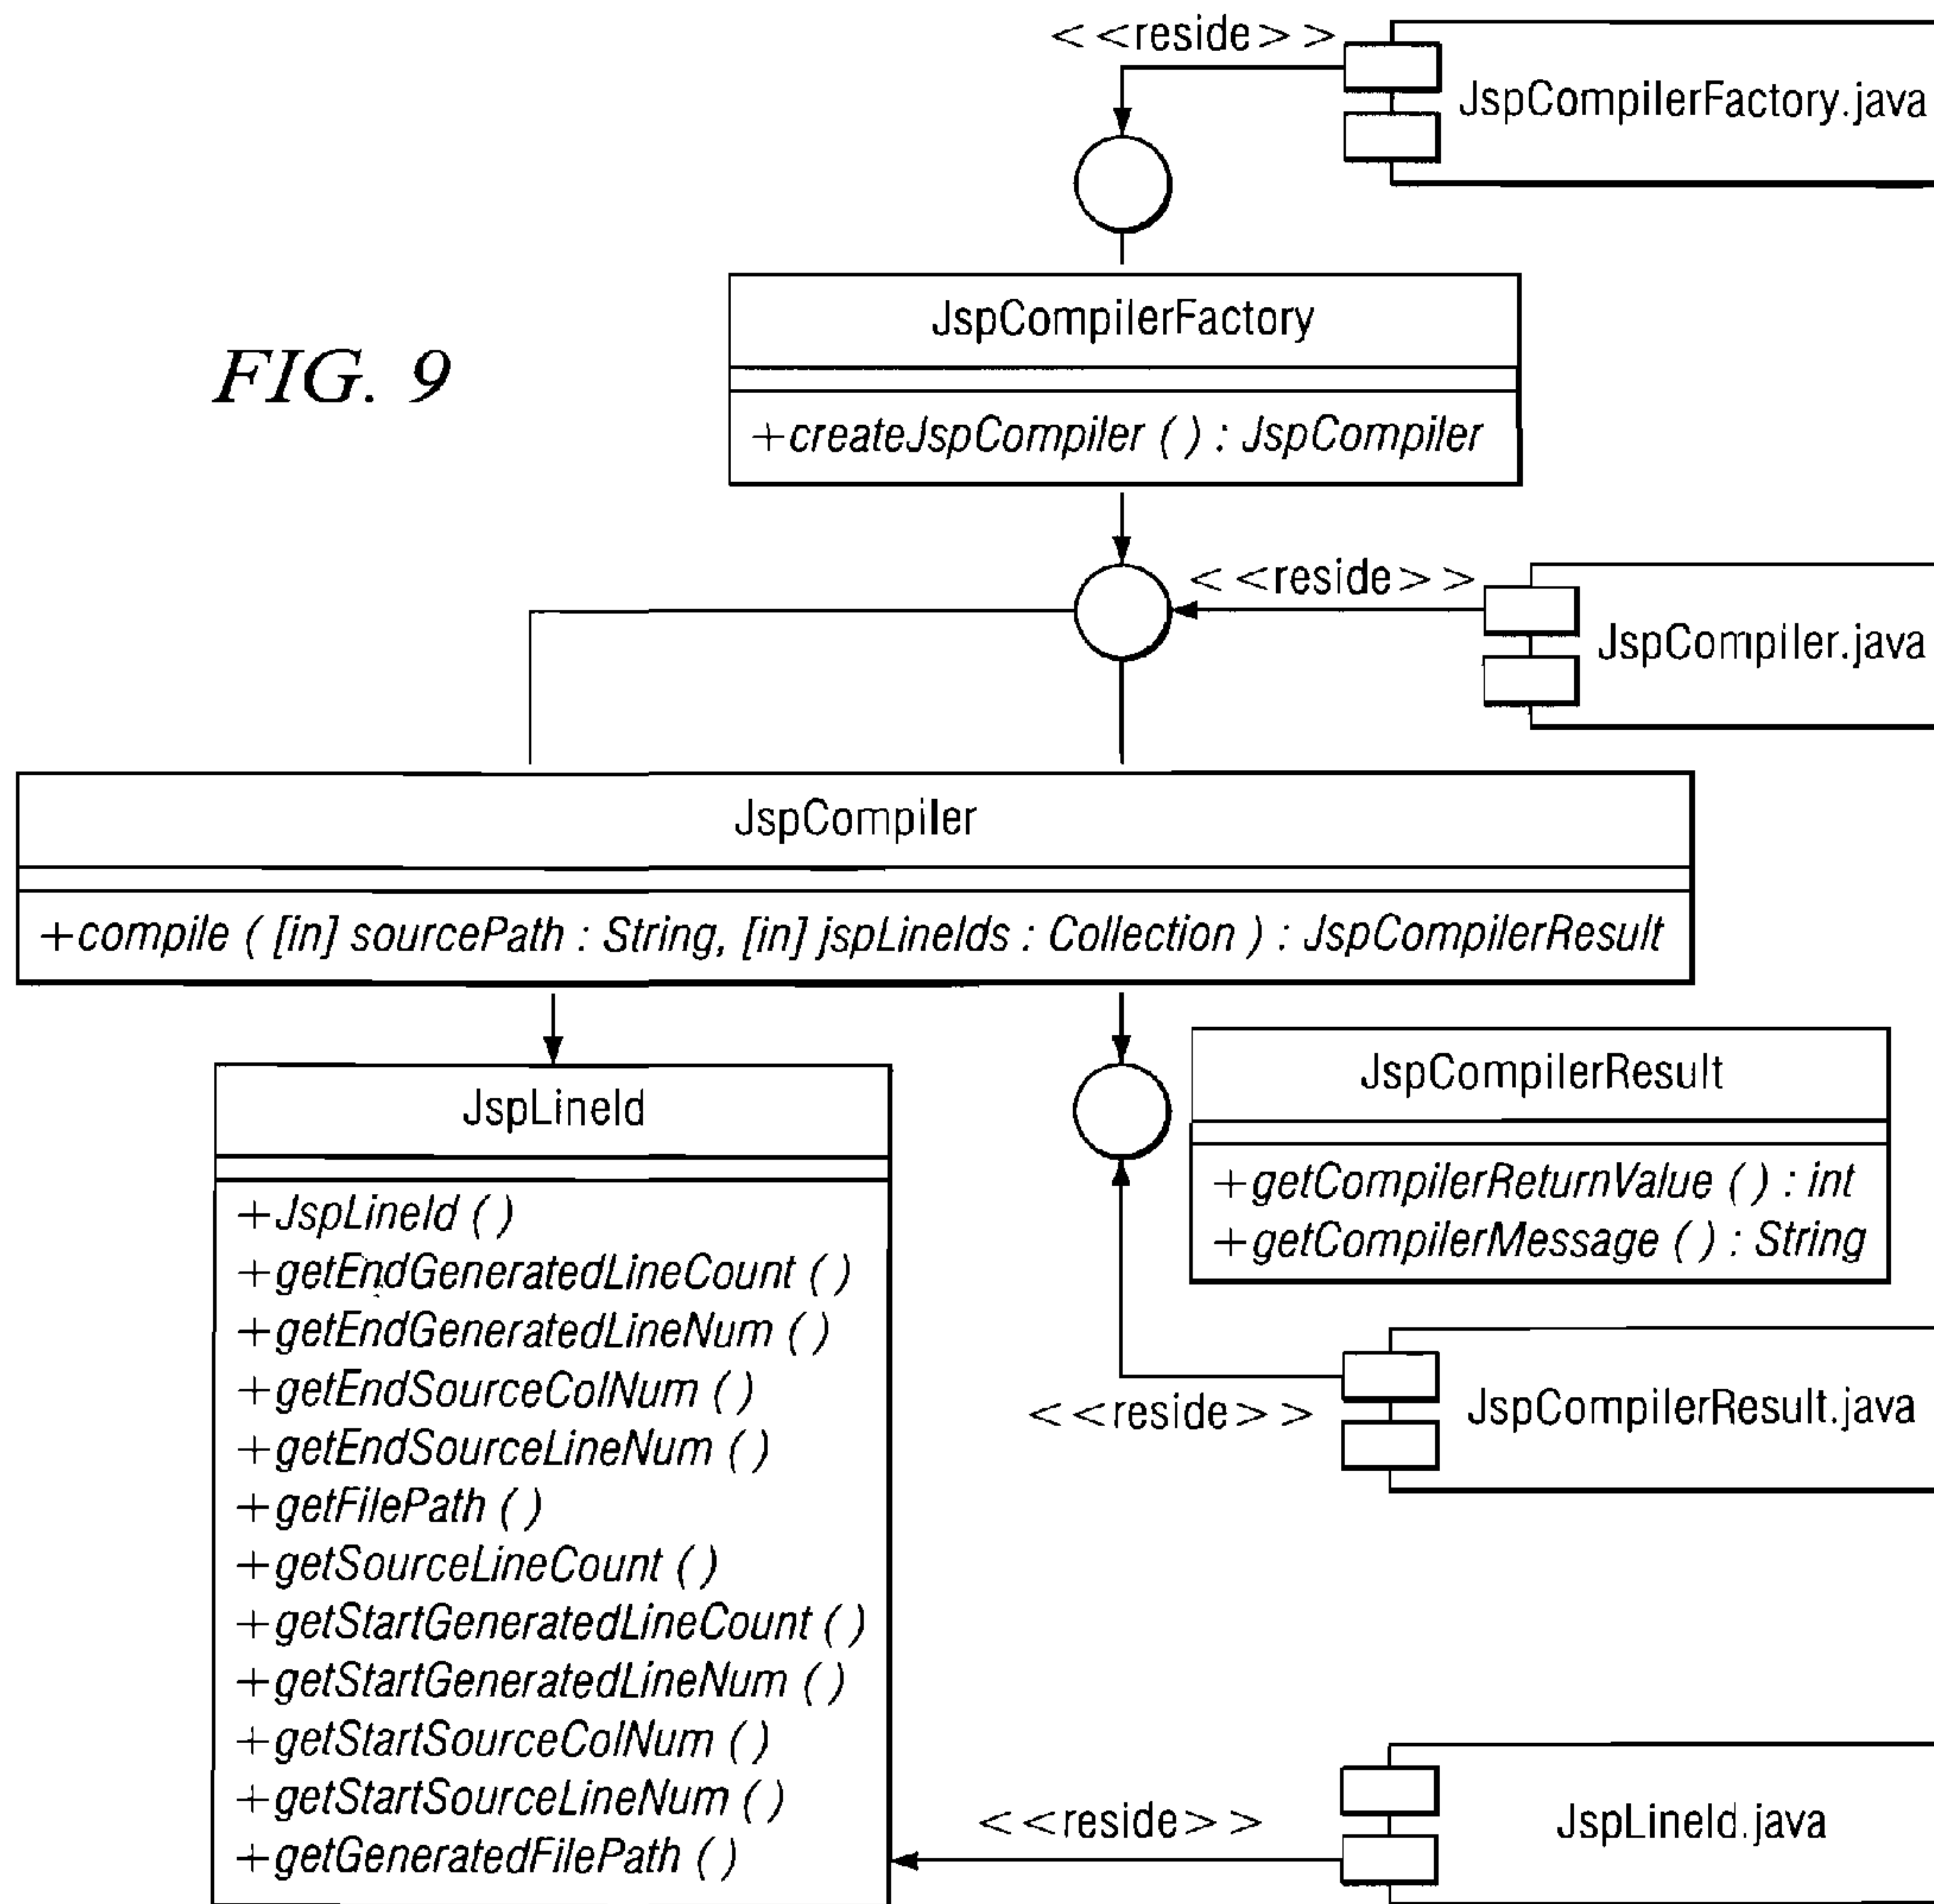 <<reside>>
JspCompilerFactory.java
FIG. 9
JspCompilerFactory
+createJspCompiler ( ) : JspCompiler
<<reside>>
JspCompiler.java
JspCompiler
+compile ( [in] sourcePath : String, [in] jspLineIds : Collection ) : JspCompilerResult
JspLineId
+JspLineId ( )
+getEndGeneratedLineCount ( )
+getEndGeneratedLineNum ( )
+getEndSourceColNum ( )
+getEndSourceLineNum ( )
+getFilePath ( )
+getSourceLineCount ( )
+getStartGeneratedLineCount ( )
+getStartGeneratedLineNum ( )
+getStartSourceColNum ( )
+getStartSourceLineNum ( )
+getGeneratedFilePath ( )
JspCompilerResult
+getCompilerReturnValue ( ) : int
+getCompilerMessage ( ) : String
<<reside>>
JspCompilerResult.java
<<reside>>
JspLineId.java